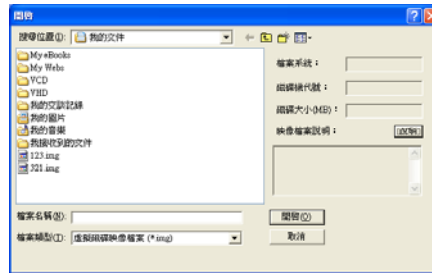 開啟
搜尋位置(I): 我的文件
My eBooks
My Webs
VCD
VHD
我的交談記錄
我的圖片
我的音樂
我接收到的文件
123.img
321.img
檔案系統：
磁碟機代號：
磁碟大小(MB)：
映像檔案說明：
檔案名稱(N):
開啟(O)
檔案類型(T): 虛擬磁碟映像檔案 (*.img)
取消